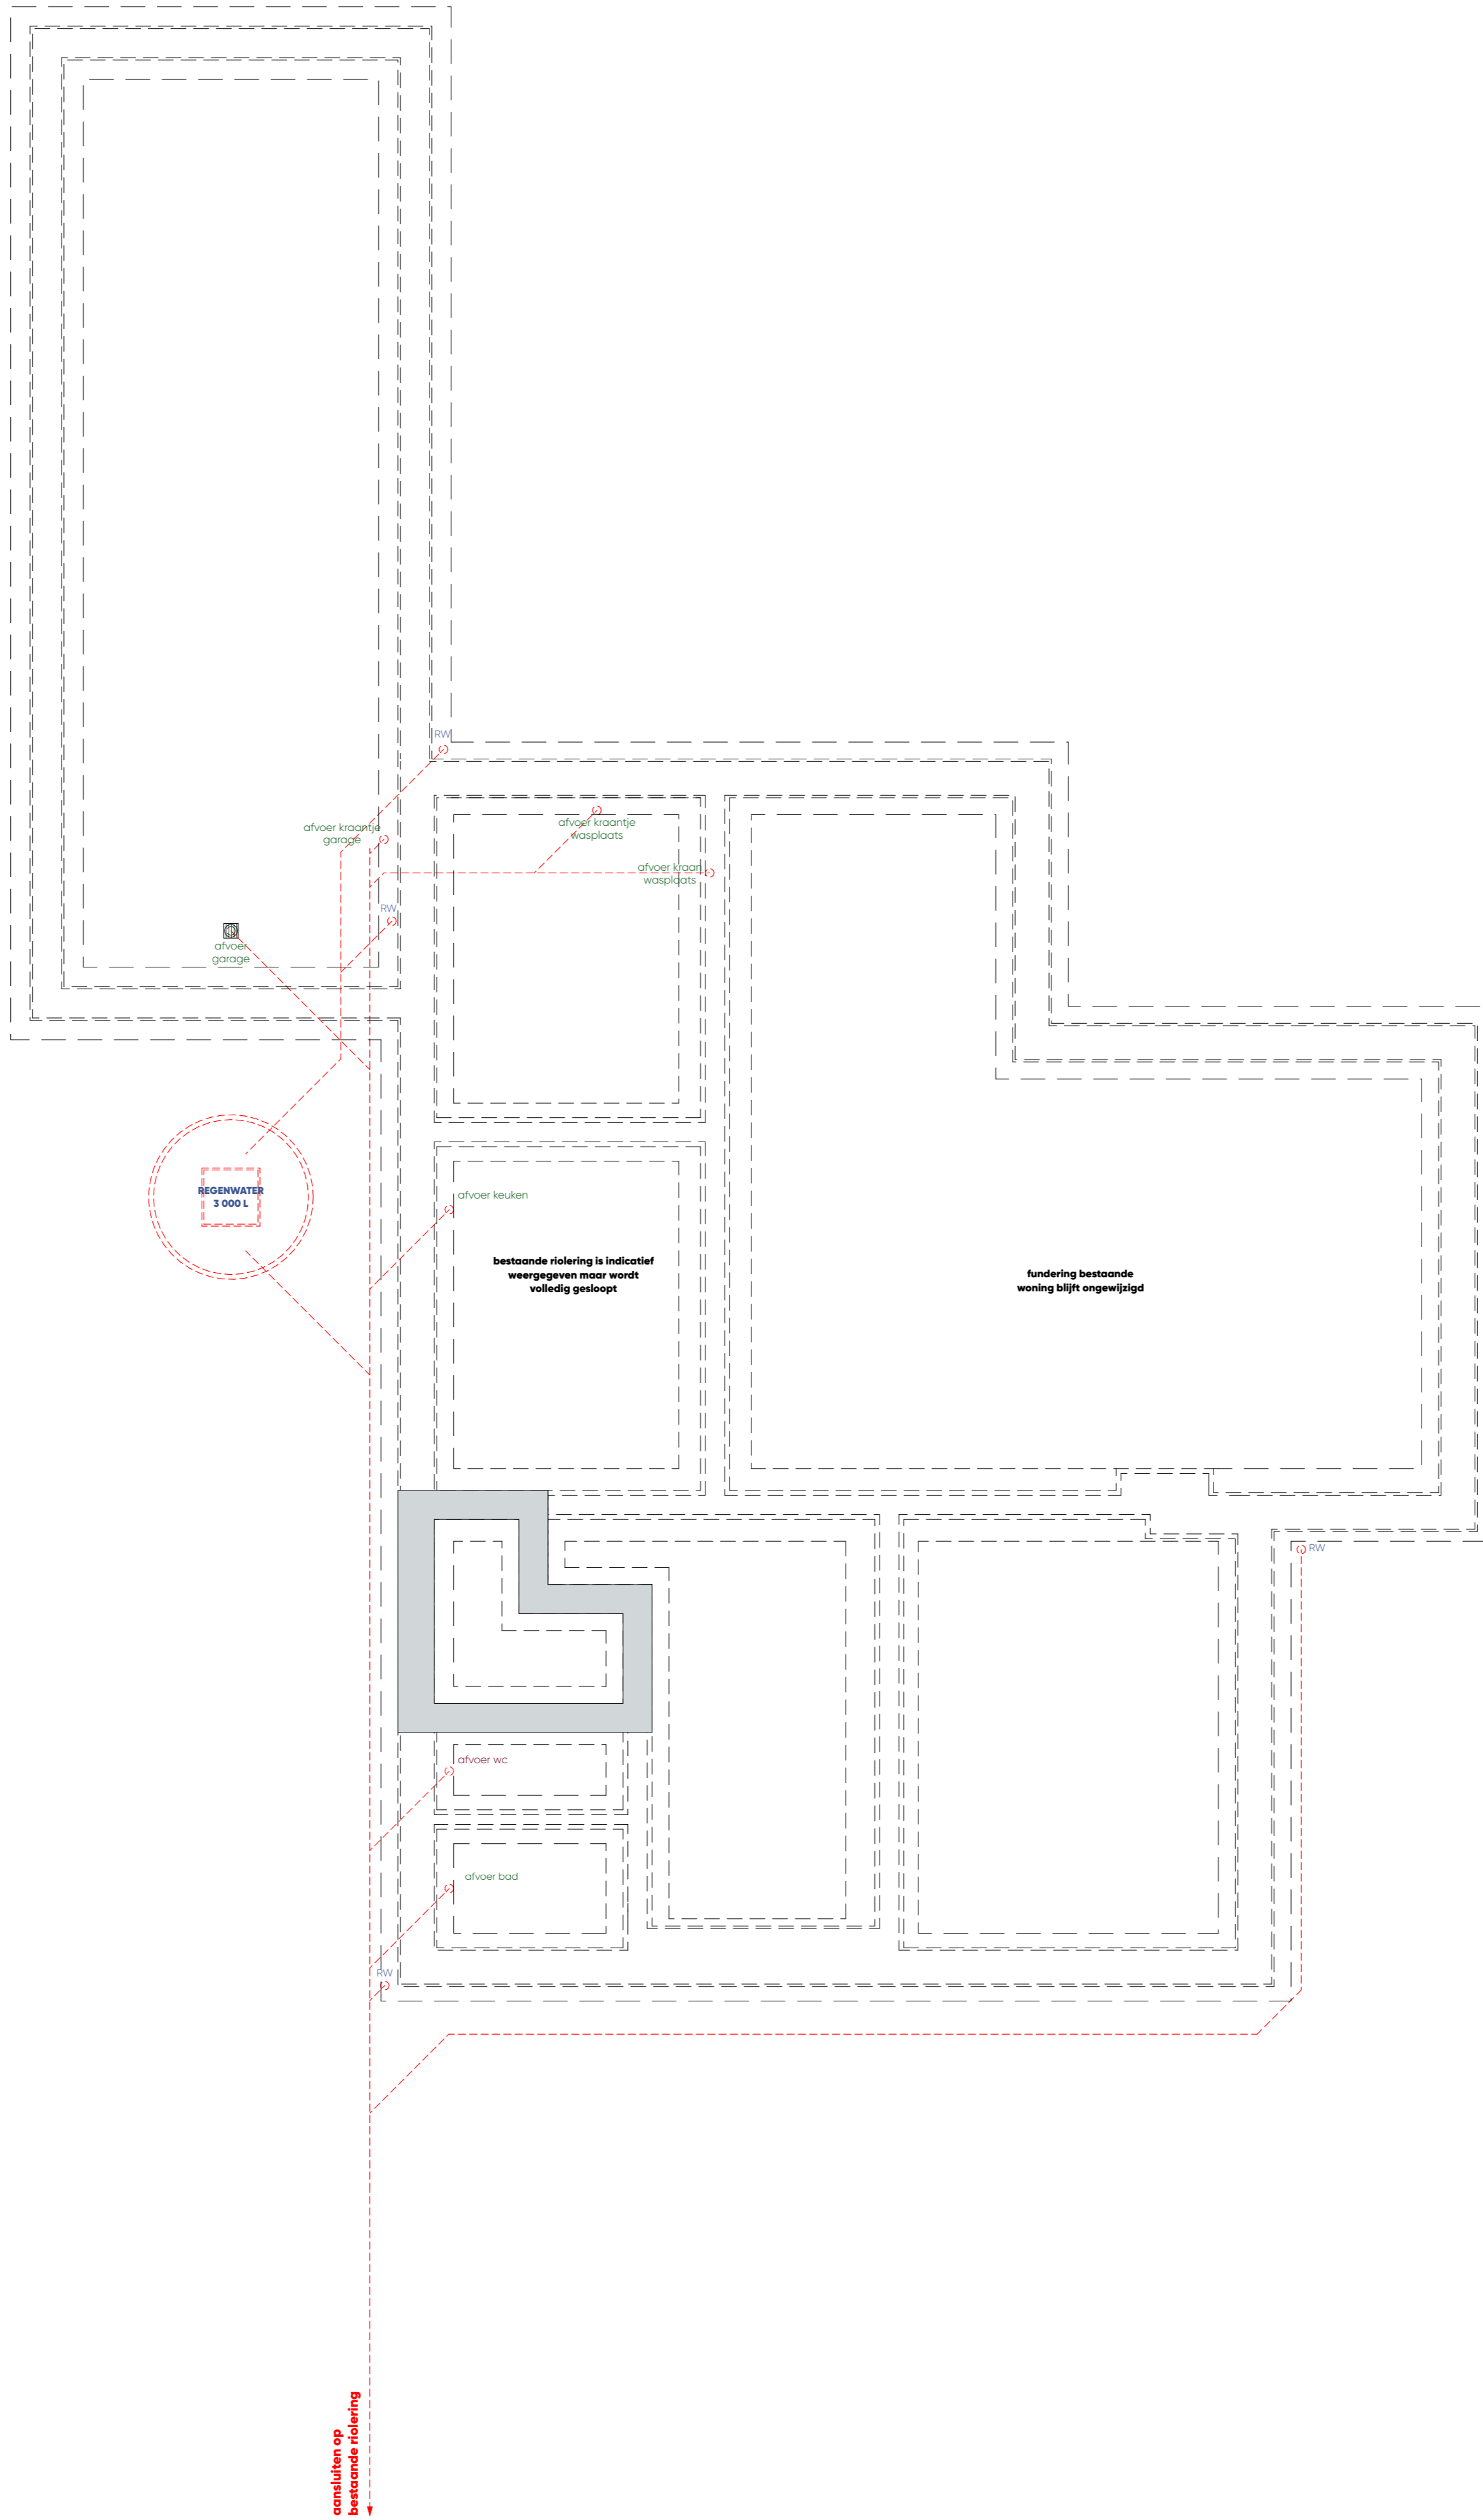 RW
afvoer kraantje
garage
afvoer kraantje
wasplaats
afvoer kraan
wasplaats
RW
afvoer
garage
REGENWATER
3 000 L
afvoer keuken
bestaande riolering is indicatief
weergegeven maar wordt
volledig gesloopt
fundering bestaande
woning blijft ongewijzigd
RW
afvoer wc
afvoer bad
RW
aansluiten op
bestaande riolering